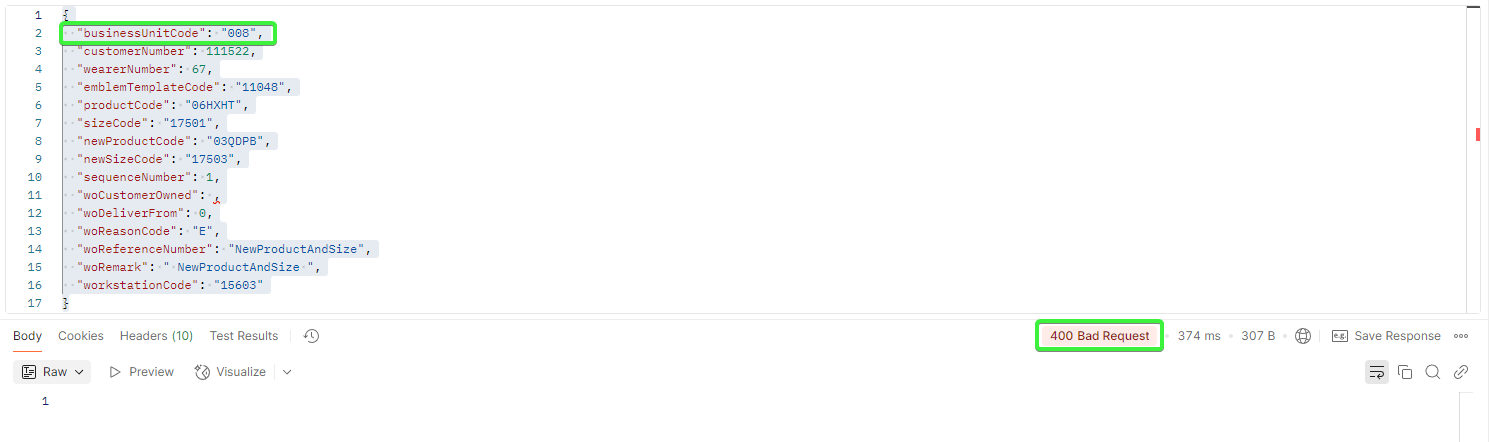 1 {
2 "businessUnitCode": "008",
3 "customerNumber": 111522,
4 "wearerNumber": 67,
5 "emblemTemplateCode": "11048",
6 "productCode": "06HXHT",
7 "sizeCode": "17501",
8 "newProductCode": "03QDPB",
9 "newSizeCode": "17503",
10 "sequenceNumber": 1,
11 "woCustomerOwned": ,
12 "woDeliverFrom": 0,
13 "woReasonCode": "E",
14 "woReferenceNumber": "NewProductAndSize",
15 "woRemark": " NewProductAndSize ",
16 "workstationCode": "15603"
17 }
Body Cookies Headers (10) Test Results 400 Bad Request • 374 ms • 307 B e.g. Save Response
Raw Preview Visualize
1